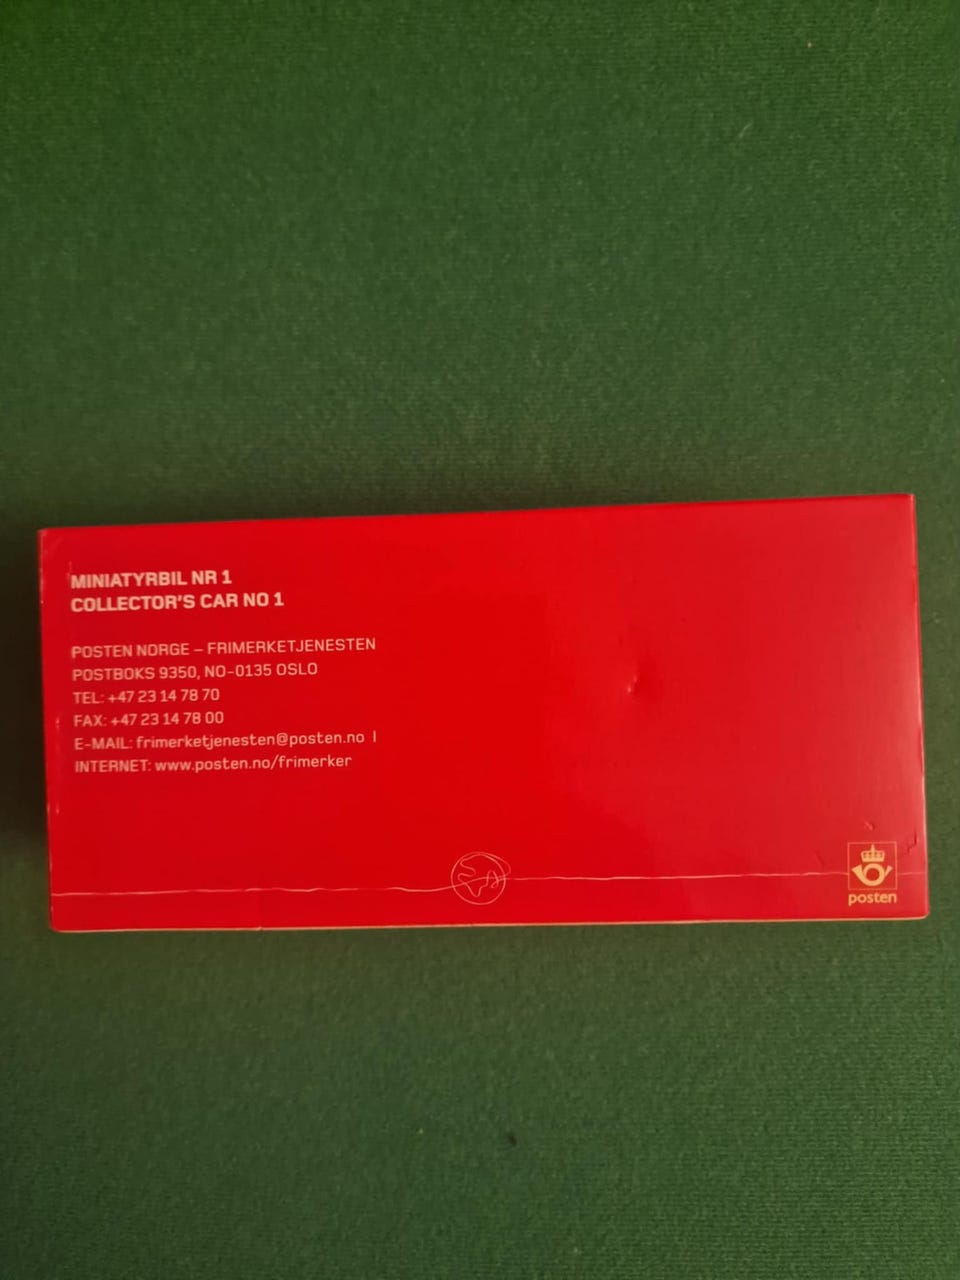 MINIATYRBIL NR 1
COLLECTOR'S CAR NO 1
POSTEN NORGE – FRIMERKETJENESTEN
POSTBOKS 9350, NO-0135 OSLO
TEL: +47 23 14 78 70
FAX: +47 23 14 78 00
E-MAIL: frimerketjenesten@posten.no |
INTERNET: www.posten.no/frimerker
posten